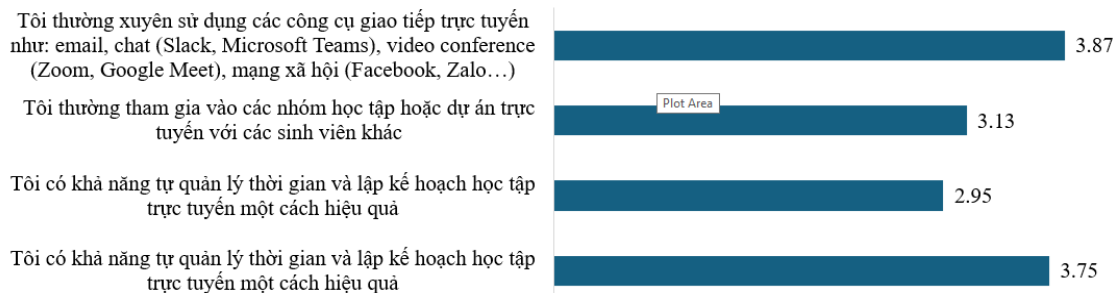 Tôi thường xuyên sử dụng các công cụ giao tiếp trực tuyến
như: email, chat (Slack, Microsoft Teams), video conference
(Zoom, Google Meet), mạng xã hội (Facebook, Zalo…)
3.87
Tôi thường tham gia vào các nhóm học tập hoặc dự án trực
tuyến với các sinh viên khác
Plot Area
3.13
Tôi có khả năng tự quản lý thời gian và lập kế hoạch học tập
trực tuyến một cách hiệu quả
2.95
Tôi có khả năng tự quản lý thời gian và lập kế hoạch học tập
trực tuyến một cách hiệu quả
3.75